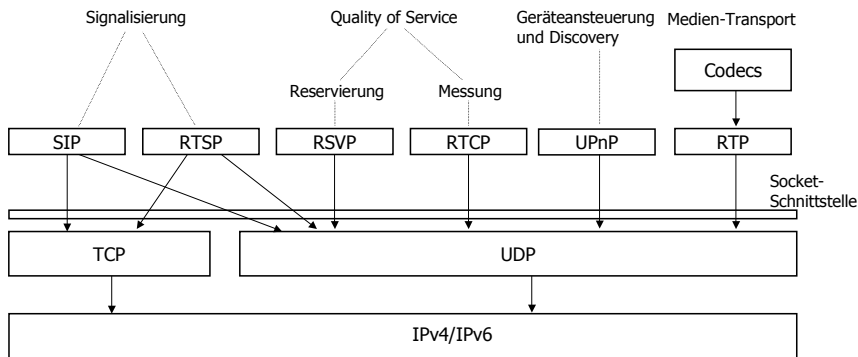 Signalisierung
Quality of Service
Geräteansteuerung
und Discovery
Medien-Transport
Codecs
Reservierung
Messung
SIP
RTSP
RSVP
RTCP
UPnP
RTP
Socket-
Schnittstelle
TCP
UDP
IPv4/IPv6